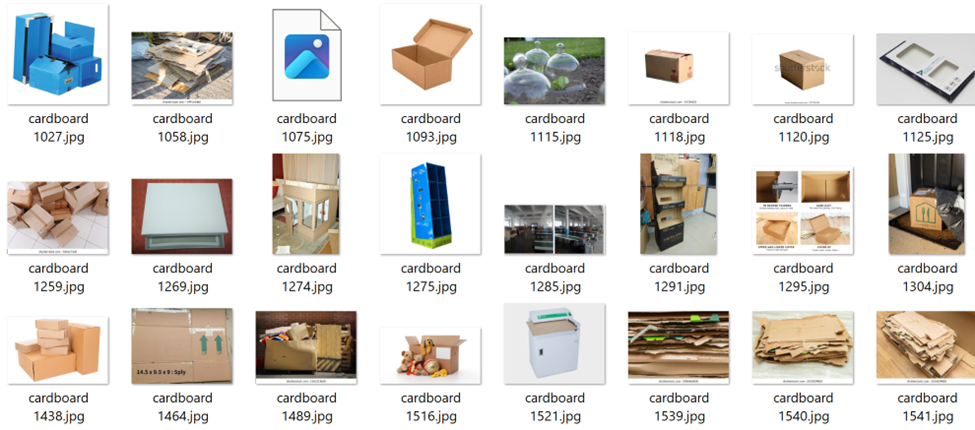 cardboard
1027.jpg
cardboard
1058.jpg
cardboard
1075.jpg
cardboard
1093.jpg
cardboard
1115.jpg
cardboard
1118.jpg
cardboard
1120.jpg
cardboard
1125.jpg
cardboard
1259.jpg
cardboard
1269.jpg
cardboard
1274.jpg
cardboard
1275.jpg
cardboard
1285.jpg
cardboard
1291.jpg
cardboard
1295.jpg
cardboard
1304.jpg
14.5 x 9.5 x 9 : 5ply
cardboard
1438.jpg
cardboard
1464.jpg
cardboard
1489.jpg
cardboard
1516.jpg
cardboard
1521.jpg
cardboard
1539.jpg
cardboard
1540.jpg
cardboard
1541.jpg